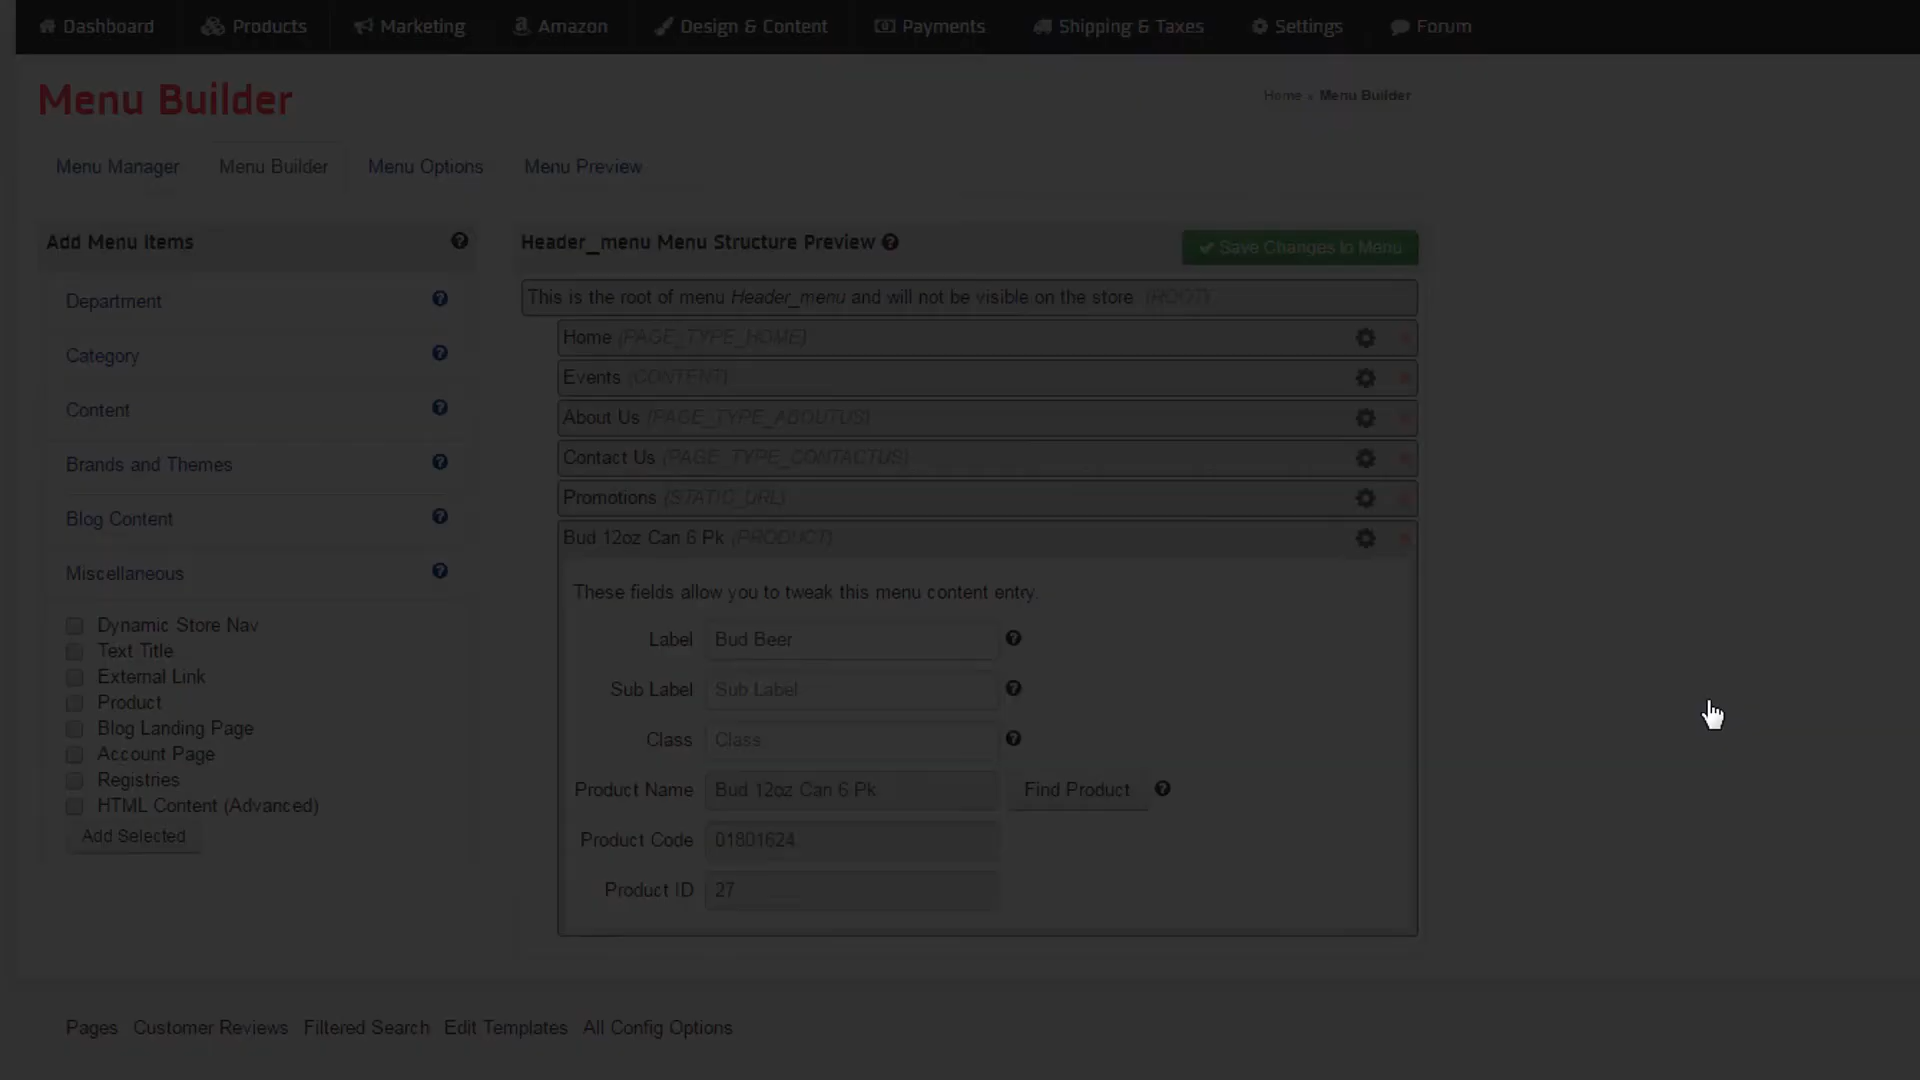 Dashboard Products Marketing Amazon Design & Content Payments Shipping & Taxes Settings Forum
Menu Builder
Home » Menu Builder
Menu Manager Menu Builder Menu Options Menu Preview
Add Menu Items
Department
Category
Content
Brands and Themes
Blog Content
Miscellaneous
Dynamic Store Nav
Text Title
External Link
Product
Blog Landing Page
Account Page
Registries
HTML Content (Advanced)
Add Selected
Header_menu Menu Structure Preview
Save Changes to Menu
This is the root of menu Header_menu and will not be visible on the store (ROOT)
Home (PAGE_TYPE_HOME)
Events (CONTENT)
About Us (PAGE_TYPE_ABOUTUS)
Contact Us (PAGE_TYPE_CONTACTUS)
Promotions (STATIC_URL)
Bud 12oz Can 6 Pk (PRODUCT)
These fields allow you to tweak this menu content entry.
Label Bud Beer
Sub Label Sub Label
Class Class
Product Name Bud 12oz Can 6 Pk Find Product
Product Code 01801624
Product ID 27
Pages Customer Reviews Filtered Search Edit Templates All Config Options